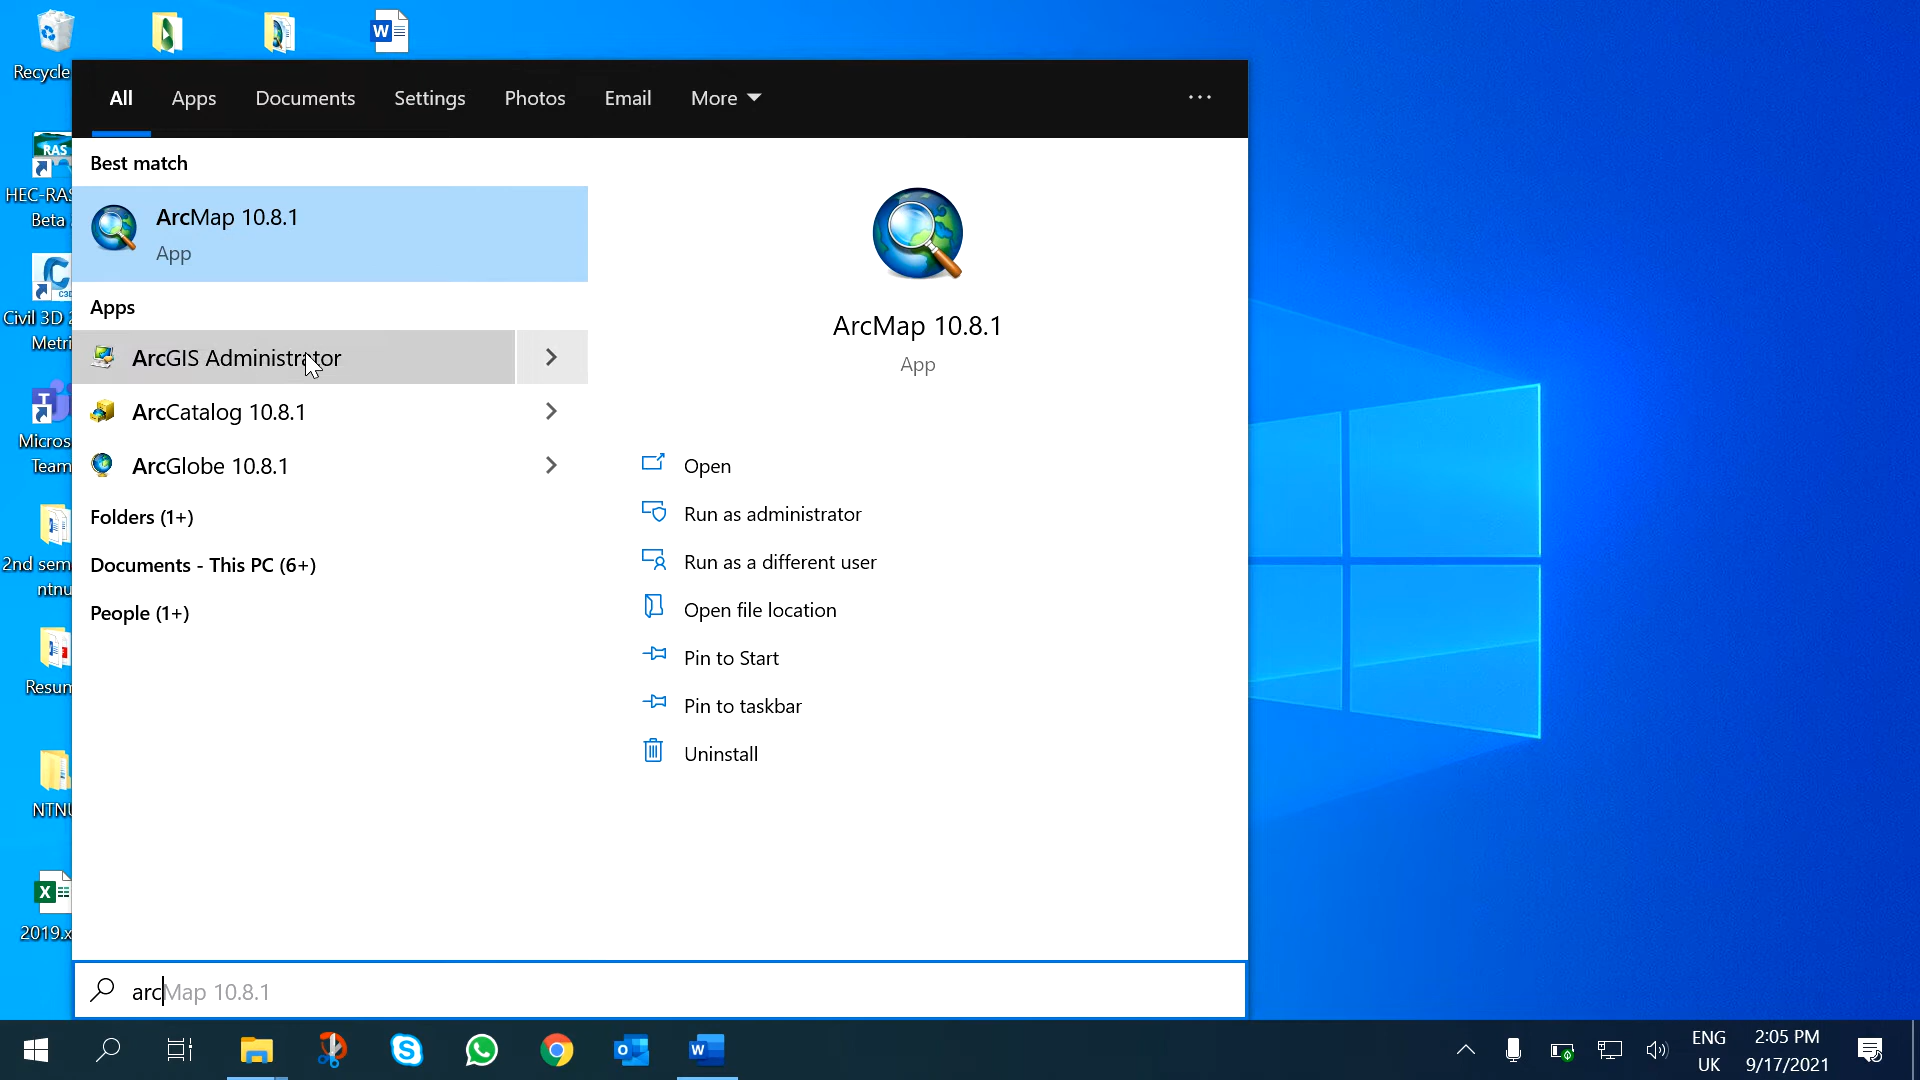 Recycle
All
Apps
Documents
Settings
Photos
Email
More
Best match
ArcMap 10.8.1
App
Apps
ArcGIS Administrator
ArcCatalog 10.8.1
ArcGlobe 10.8.1
Folders (1+)
Documents - This PC (6+)
People (1+)
ArcMap 10.8.1
App
Open
Run as administrator
Run as a different user
Open file location
Pin to Start
Pin to taskbar
Uninstall
RAS
HEC-RAS
Beta
Civil 3D 2
Metri
Micros
Team
2nd sem
ntnu
Resum
NTNU
2019.x
arcMap 10.8.1
ENG
UK
2:05 PM
9/17/2021